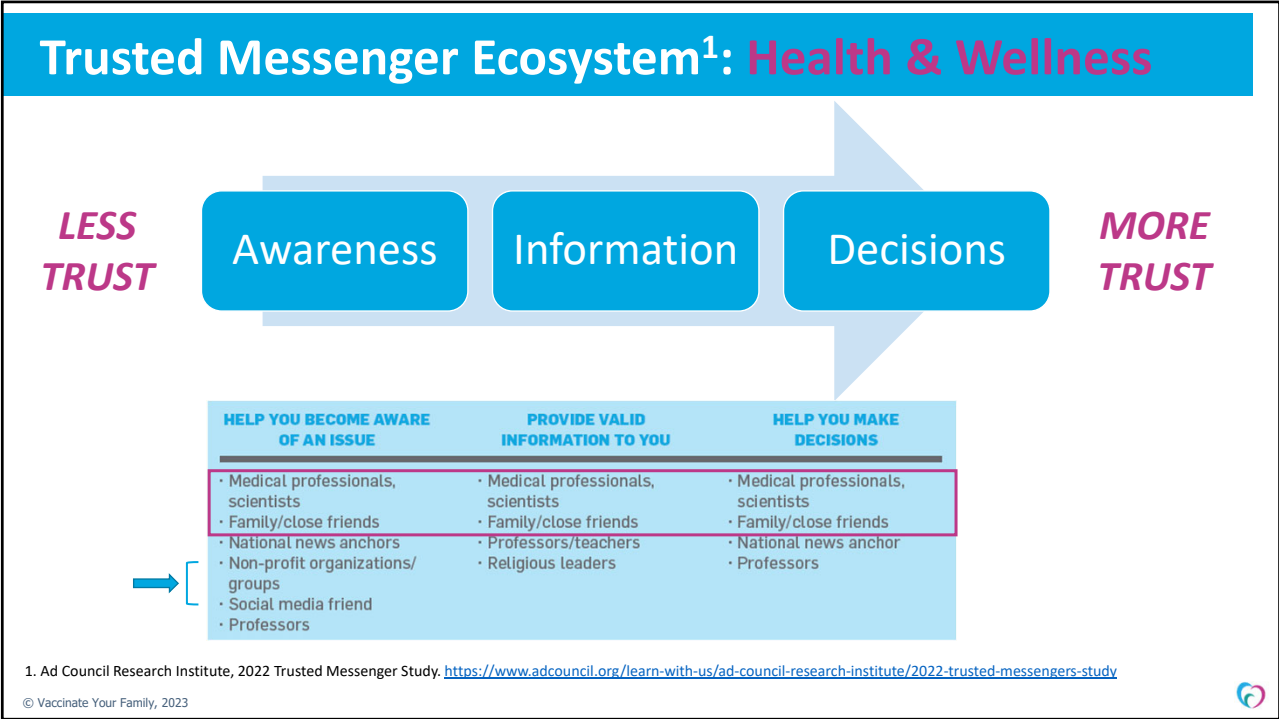 Trusted Messenger Ecosystem¹: Health & Wellness
LESS
TRUST
Awareness
Information
Decisions
MORE
TRUST
HELP YOU BECOME AWARE
OF AN ISSUE
· Medical professionals,
scientists
· Family/close friends
· National news anchors
· Non-profit organizations/
groups
· Social media friend
· Professors
PROVIDE VALID
INFORMATION TO YOU
· Medical professionals,
scientists
· Family/close friends
· Professors/teachers
· Religious leaders
HELP YOU MAKE
DECISIONS
· Medical professionals,
scientists
· Family/close friends
· National news anchor
· Professors
1. Ad Council Research Institute, 2022 Trusted Messenger Study. https://www.adcouncil.org/learn-with-us/ad-council-research-institute/2022-trusted-messengers-study
© Vaccinate Your Family, 2023